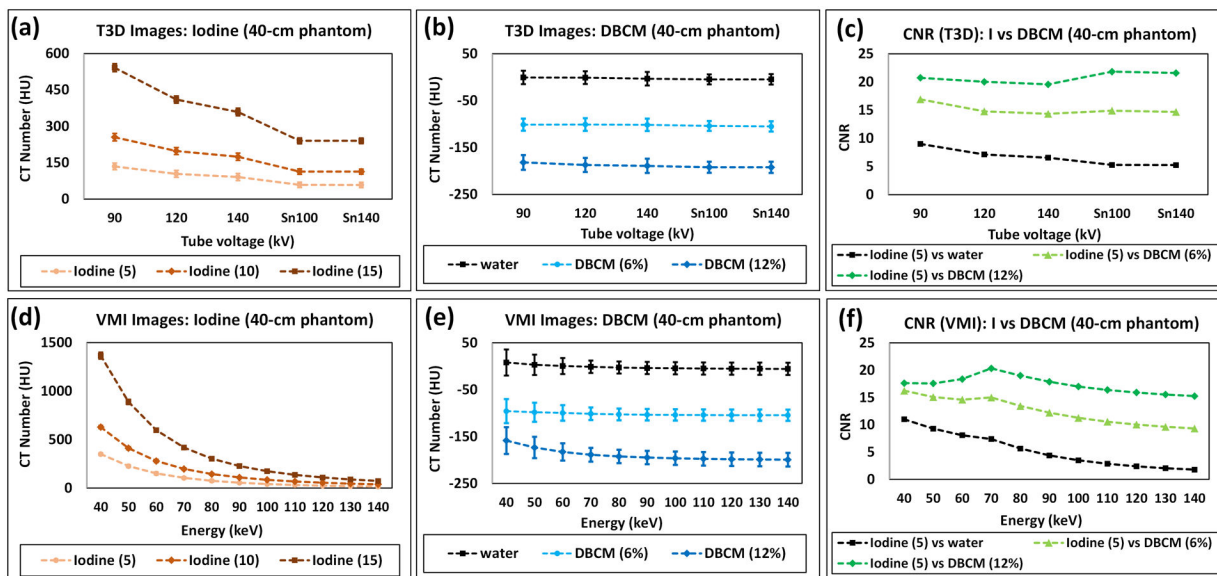 (a)
T3D Images: Iodine (40-cm phantom)
CT Number (HU)
600
450
300
150
0
90 120 140 Sn100 Sn140
Tube voltage (kV)
Iodine (5) Iodine (10) Iodine (15)
(b)
T3D Images: DBCM (40-cm phantom)
CT Number (HU)
50
-50
-150
-250
90 120 140 Sn100 Sn140
Tube voltage (kV)
water DBCM (6%) DBCM (12%)
(c)
CNR (T3D): I vs DBCM (40-cm phantom)
CNR
25
20
15
10
5
0
90 120 140 Sn100 Sn140
Tube voltage (kV)
Iodine (5) vs water Iodine (5) vs DBCM (6%)
Iodine (5) vs DBCM (12%)
(d)
VMI Images: Iodine (40-cm phantom)
CT Number (HU)
1500
1000
500
0
40 50 60 70 80 90 100 110 120 130 140
Energy (keV)
Iodine (5) Iodine (10) Iodine (15)
(e)
VMI Images: DBCM (40-cm phantom)
CT Number (HU)
50
-50
-150
-250
40 50 60 70 80 90 100 110 120 130 140
Energy (keV)
water DBCM (6%) DBCM (12%)
(f)
CNR (VMI): I vs DBCM (40-cm phantom)
CNR
25
20
15
10
5
0
40 50 60 70 80 90 100 110 120 130 140
Energy (keV)
Iodine (5) vs water Iodine (5) vs DBCM (6%)
Iodine (5) vs DBCM (12%)